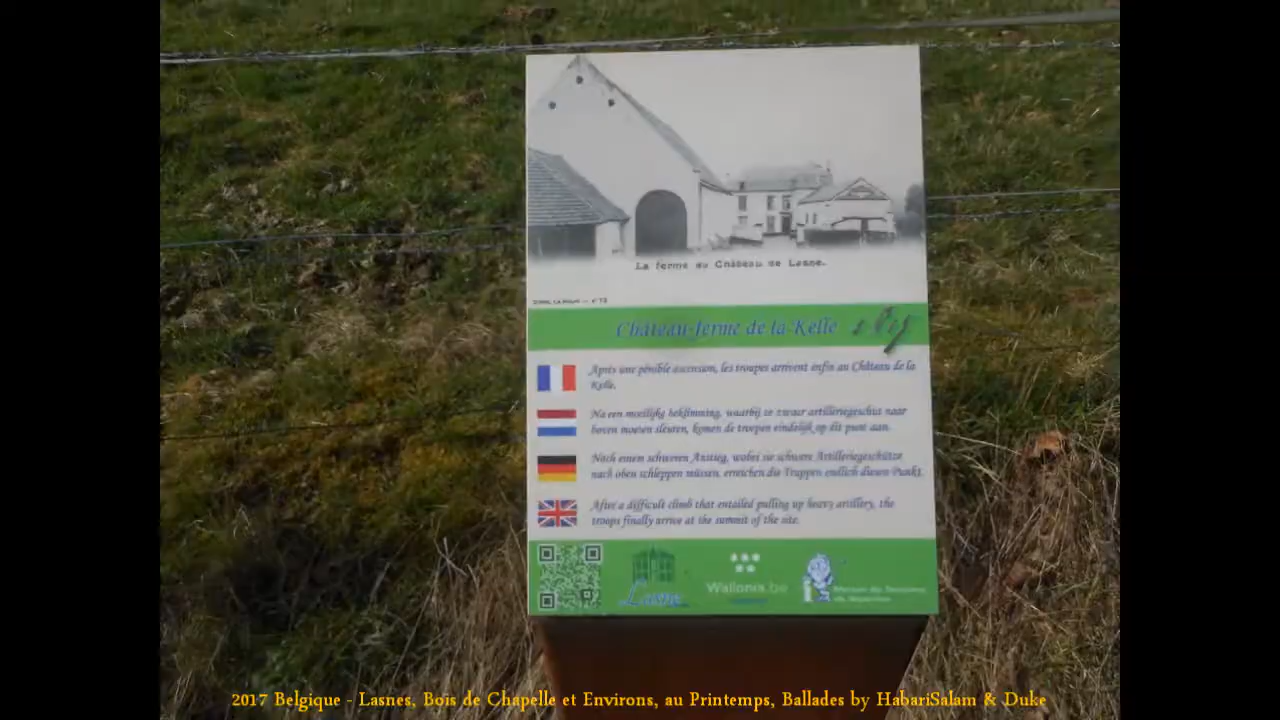 La ferme au Château de Lasne.
Château-ferme de la Kelle
Après une pénible ascension, les troupes arrivent enfin au Château de la
Kelle.
Na een moeilijke beklimming, waarbij ze zwaar artilleriegeschut naar
boven moesten sleuren, komen de troepen eindelijk op dit punt aan.
Nach einem schweren Anstieg, wobei sie schwere Artilleriegeschütze
nach oben schleppen müssen, erreichen die Truppen endlich diesen Punkt.
After a difficult climb that entailed pulling up heavy artillery, the
troops finally arrive at the summit of the site.
Lasne
Wallonie.be
2017 Belgique - Lasnes, Bois de Chapelle et Environs, au Printemps, Ballades by HabariSalam & Duke